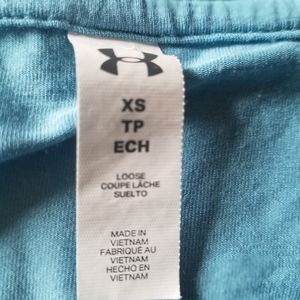 XS
TP
ECH
LOOSE
COUPE LÂCHE
SUELTO
MADE IN
VIETNAM
FABRIQUÉ AU
VIETNAM
HECHO EN
VIETNAM